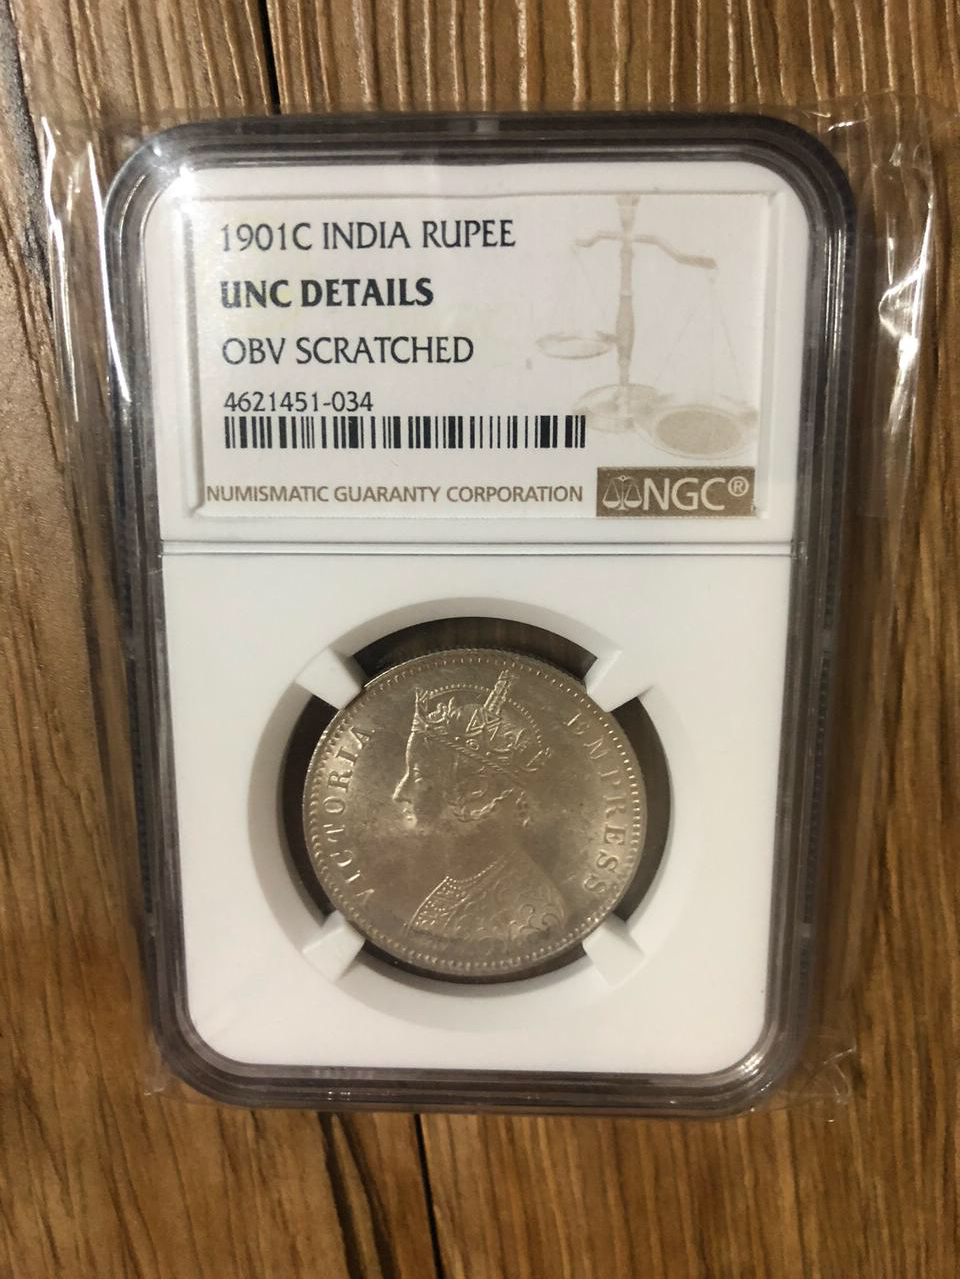 1901C INDIA RUPEE
UNC DETAILS
OBV SCRATCHED
4621451-034
NUMISMATIC GUARANTY CORPORATION
NGC®
VICTORIA
EMPRESS